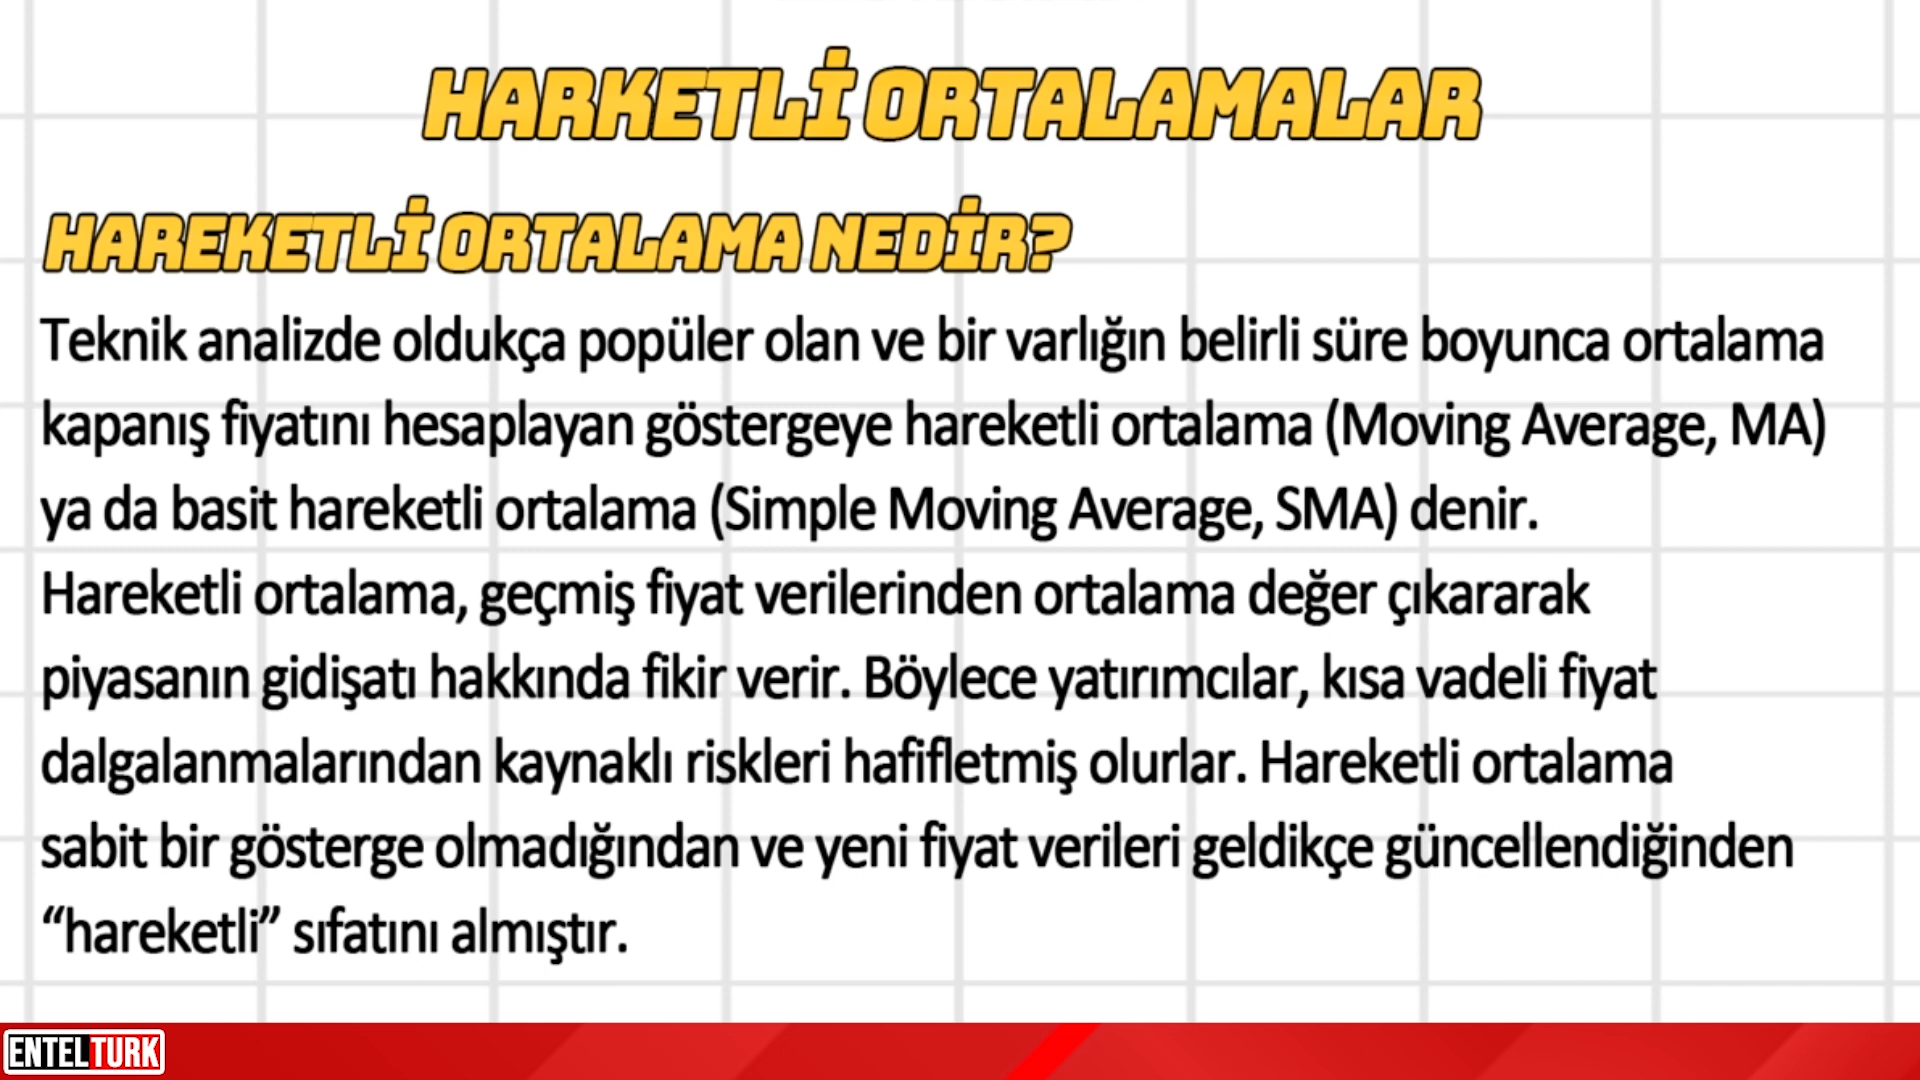 HARKETLİ ORTALAMALAR
HAREKETLİ ORTALAMA NEDİR?
Teknik analizde oldukça popüler olan ve bir varlığın belirli süre boyunca ortalama
kapanış fiyatını hesaplayan göstergeye hareketli ortalama (Moving Average, MA)
ya da basit hareketli ortalama (Simple Moving Average, SMA) denir.
Hareketli ortalama, geçmiş fiyat verilerinden ortalama değer çıkararak
piyasanın gidişatı hakkında fikir verir. Böylece yatırımcılar, kısa vadeli fiyat
dalgalanmalarından kaynaklı riskleri hafifletmiş olurlar. Hareketli ortalama
sabit bir gösterge olmadığından ve yeni fiyat verileri geldikçe güncellendiğinden
“hareketli” sıfatını almıştır.
ENTELTURK